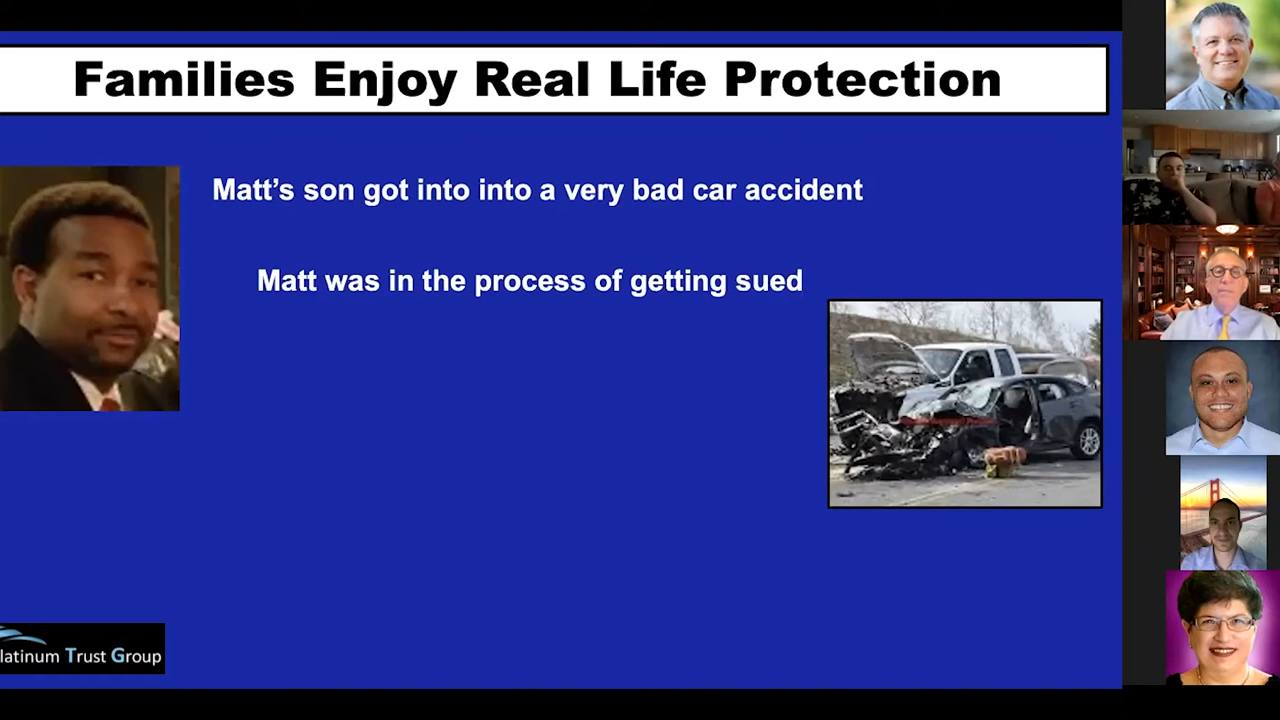 Families Enjoy Real Life Protection
Matt’s son got into into a very bad car accident
Matt was in the process of getting sued
latinum Trust Group